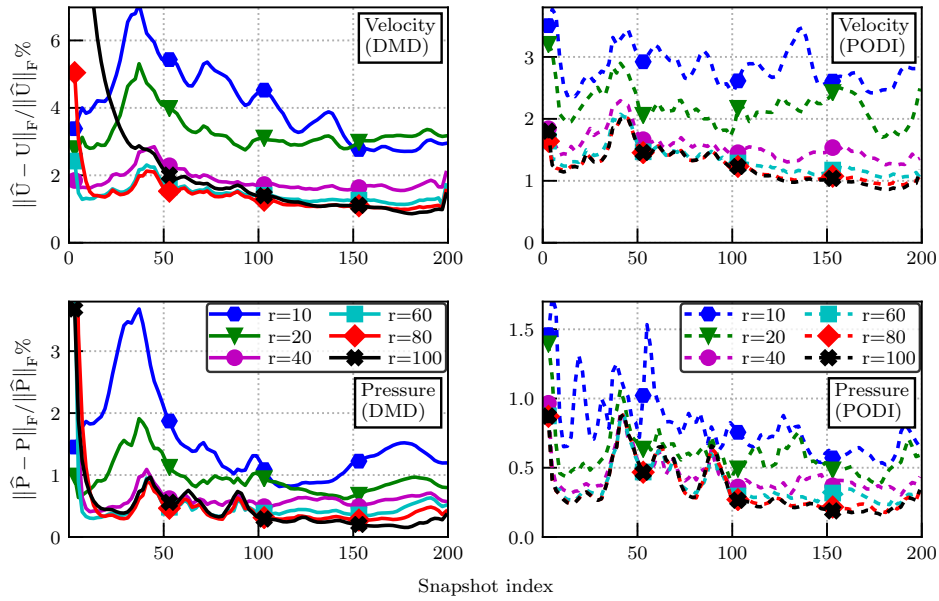 ‖Û − U‖F/‖Û‖F%
6
4
2
0
0 50 100 150 200
Velocity
(DMD)
3
2
1
0
0 50 100 150 200
Velocity
(PODI)
‖P̂ − P‖F/‖P̂‖F%
3
2
1
0
50 100 150 200
r=10 r=60
r=20 r=80
r=40 r=100
Pressure
(DMD)
1.5
1.0
0.5
0.0
0 50 100 150 200
r=10 r=60
r=20 r=80
r=40 r=100
Pressure
(PODI)
Snapshot index